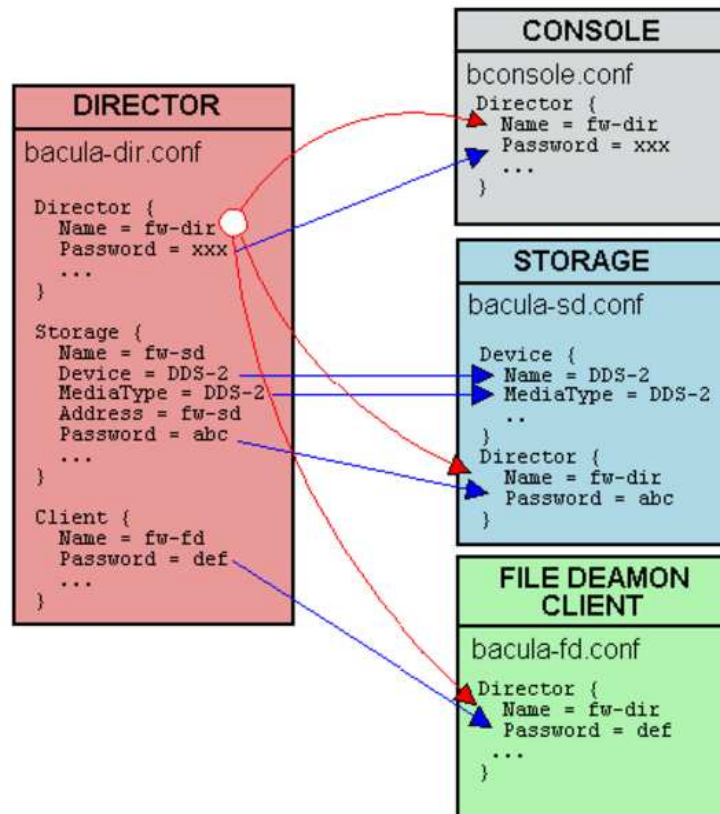 DIRECTOR
bacula-dir.conf
Director {
Name = fw-dir
Password = xxx
...
}
Storage {
Name = fw-sd
Device = DDS-2
MediaType = DDS-2
Address = fw-sd
Password = abc
...
}
Client {
Name = fw-fd
Password = def
...
}
CONSOLE
bconsole.conf
Director {
Name = fw-dir
Password = xxx
...
}
STORAGE
bacula-sd.conf
Device {
Name = DDS-2
MediaType = DDS-2
..
}
Director {
Name = fw-dir
Password = abc
}
FILE DEAMON
CLIENT
bacula-fd.conf
Director {
Name = fw-dir
Password = def
...
}